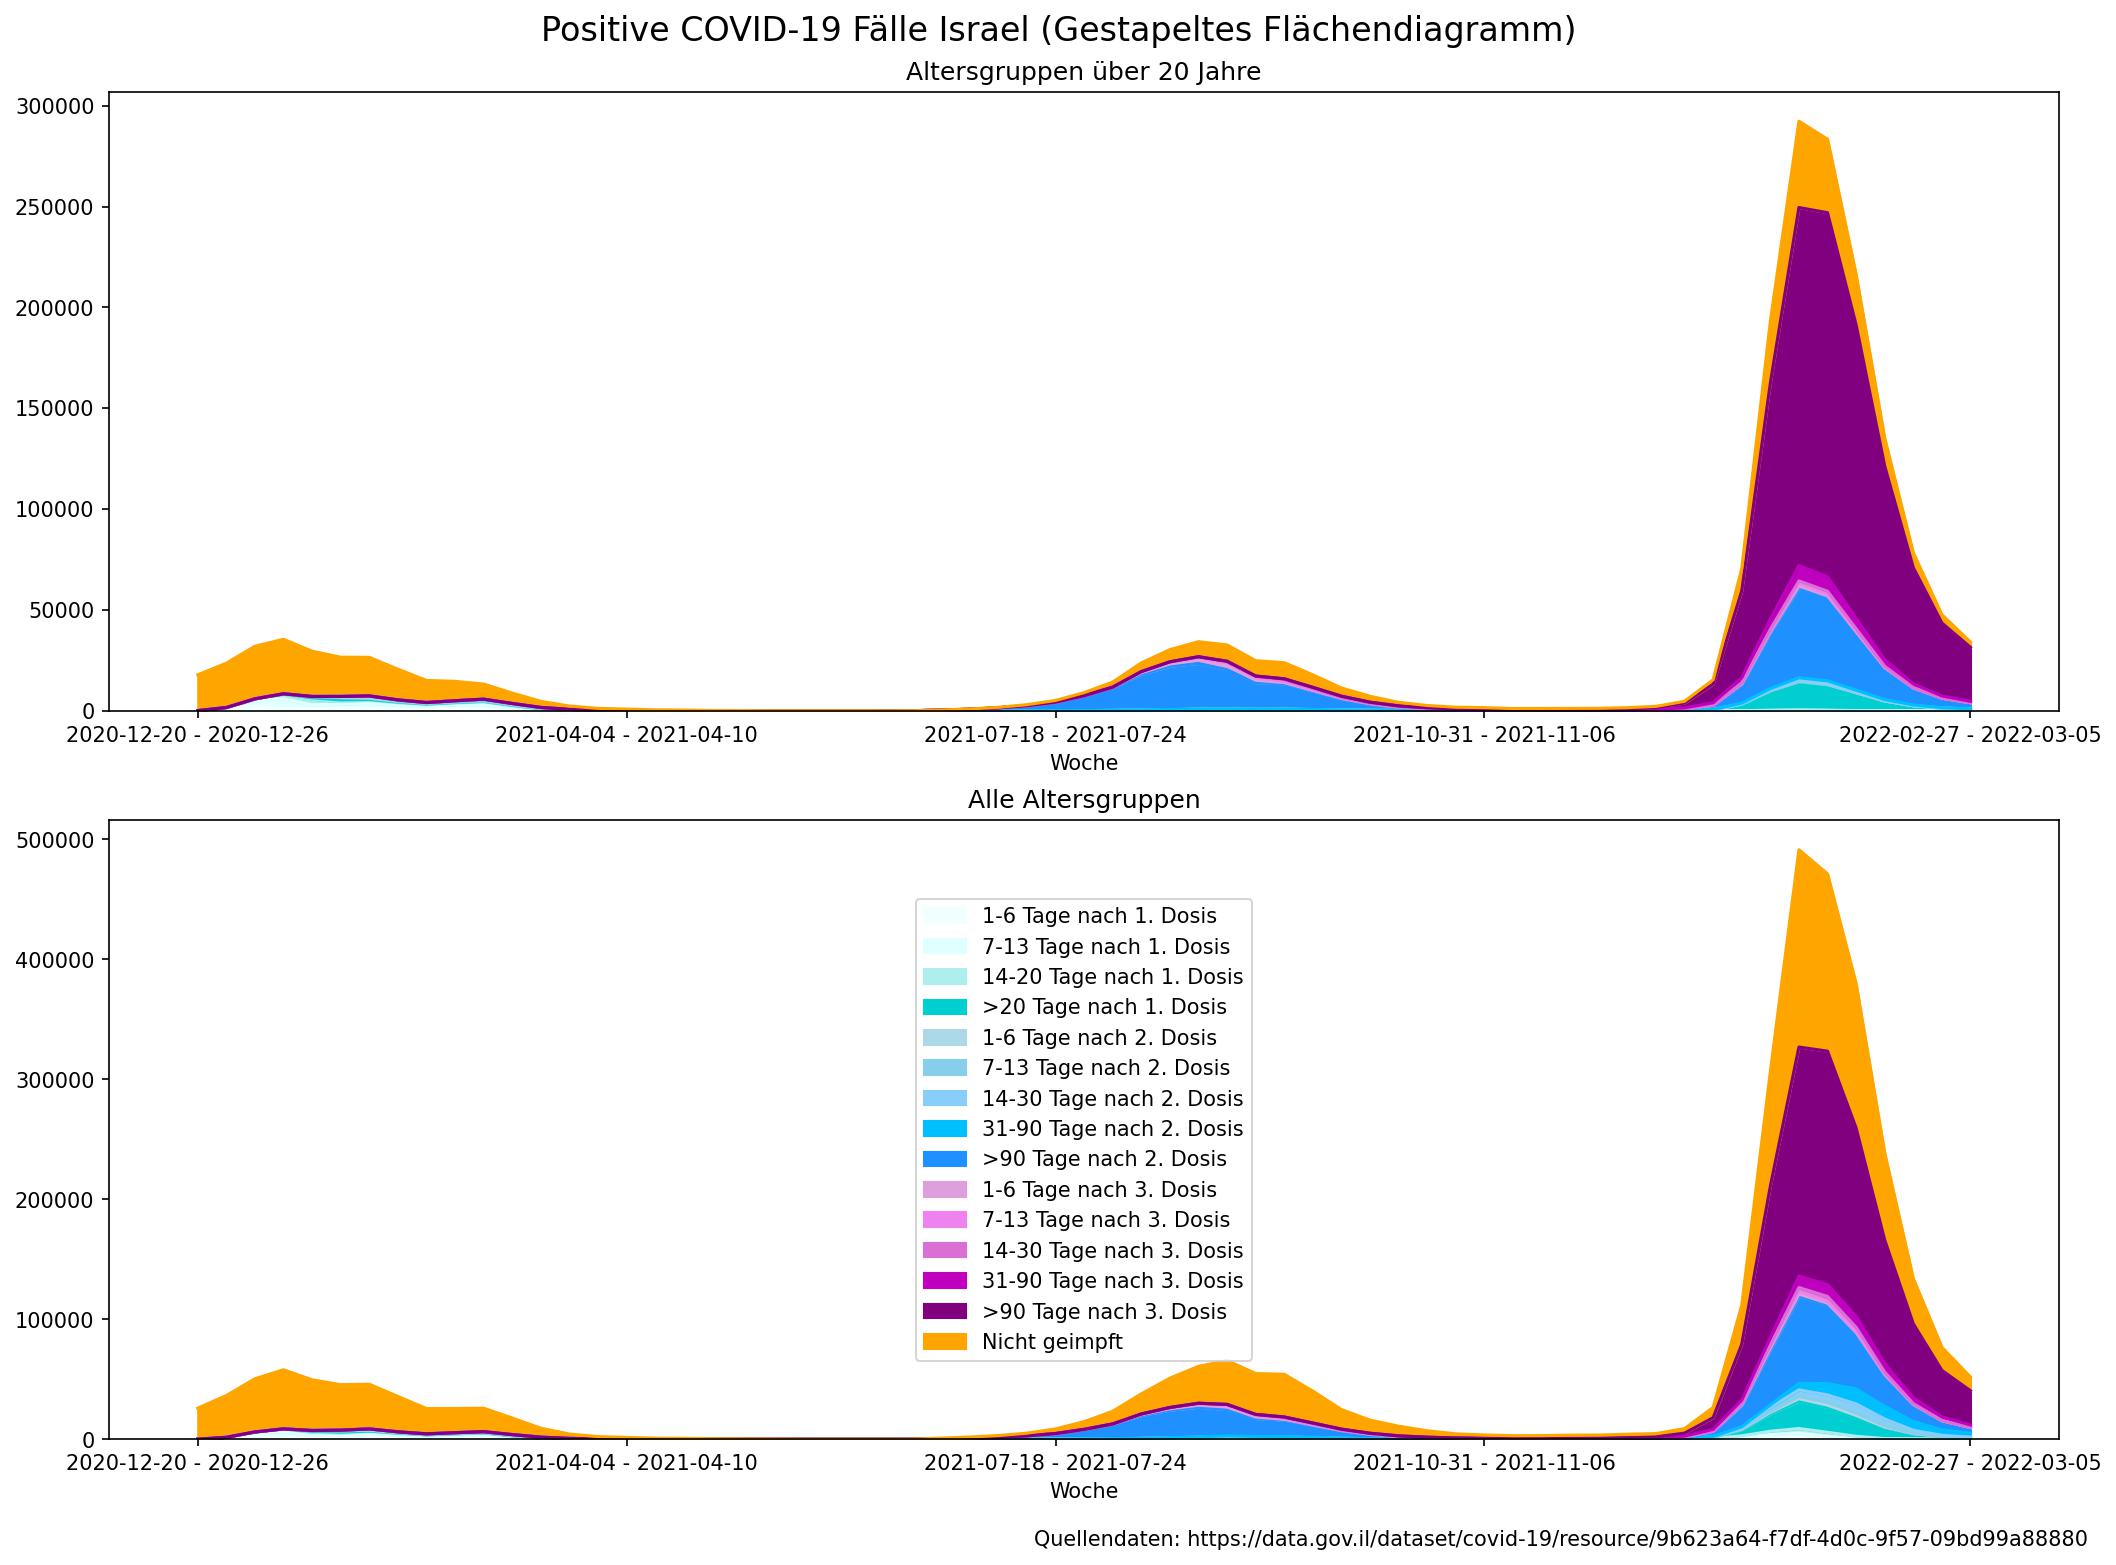 Positive COVID-19 Fälle Israel (Gestapeltes Flächendiagramm)
Altersgruppen über 20 Jahre
300000
250000
200000
150000
100000
50000
0
2020-12-20 - 2020-12-26
2021-04-04 - 2021-04-10
2021-07-18 - 2021-07-24
2021-10-31 - 2021-11-06
2022-02-27 - 2022-03-05
Woche
Alle Altersgruppen
500000
400000
300000
200000
100000
0
1-6 Tage nach 1. Dosis
7-13 Tage nach 1. Dosis
14-20 Tage nach 1. Dosis
>20 Tage nach 1. Dosis
1-6 Tage nach 2. Dosis
7-13 Tage nach 2. Dosis
14-30 Tage nach 2. Dosis
31-90 Tage nach 2. Dosis
>90 Tage nach 2. Dosis
1-6 Tage nach 3. Dosis
7-13 Tage nach 3. Dosis
14-30 Tage nach 3. Dosis
31-90 Tage nach 3. Dosis
>90 Tage nach 3. Dosis
Nicht geimpft
2020-12-20 - 2020-12-26
2021-04-04 - 2021-04-10
2021-07-18 - 2021-07-24
2021-10-31 - 2021-11-06
2022-02-27 - 2022-03-05
Woche
Quellendaten: https://data.gov.il/dataset/covid-19/resource/9b623a64-f7df-4d0c-9f57-09bd99a88880